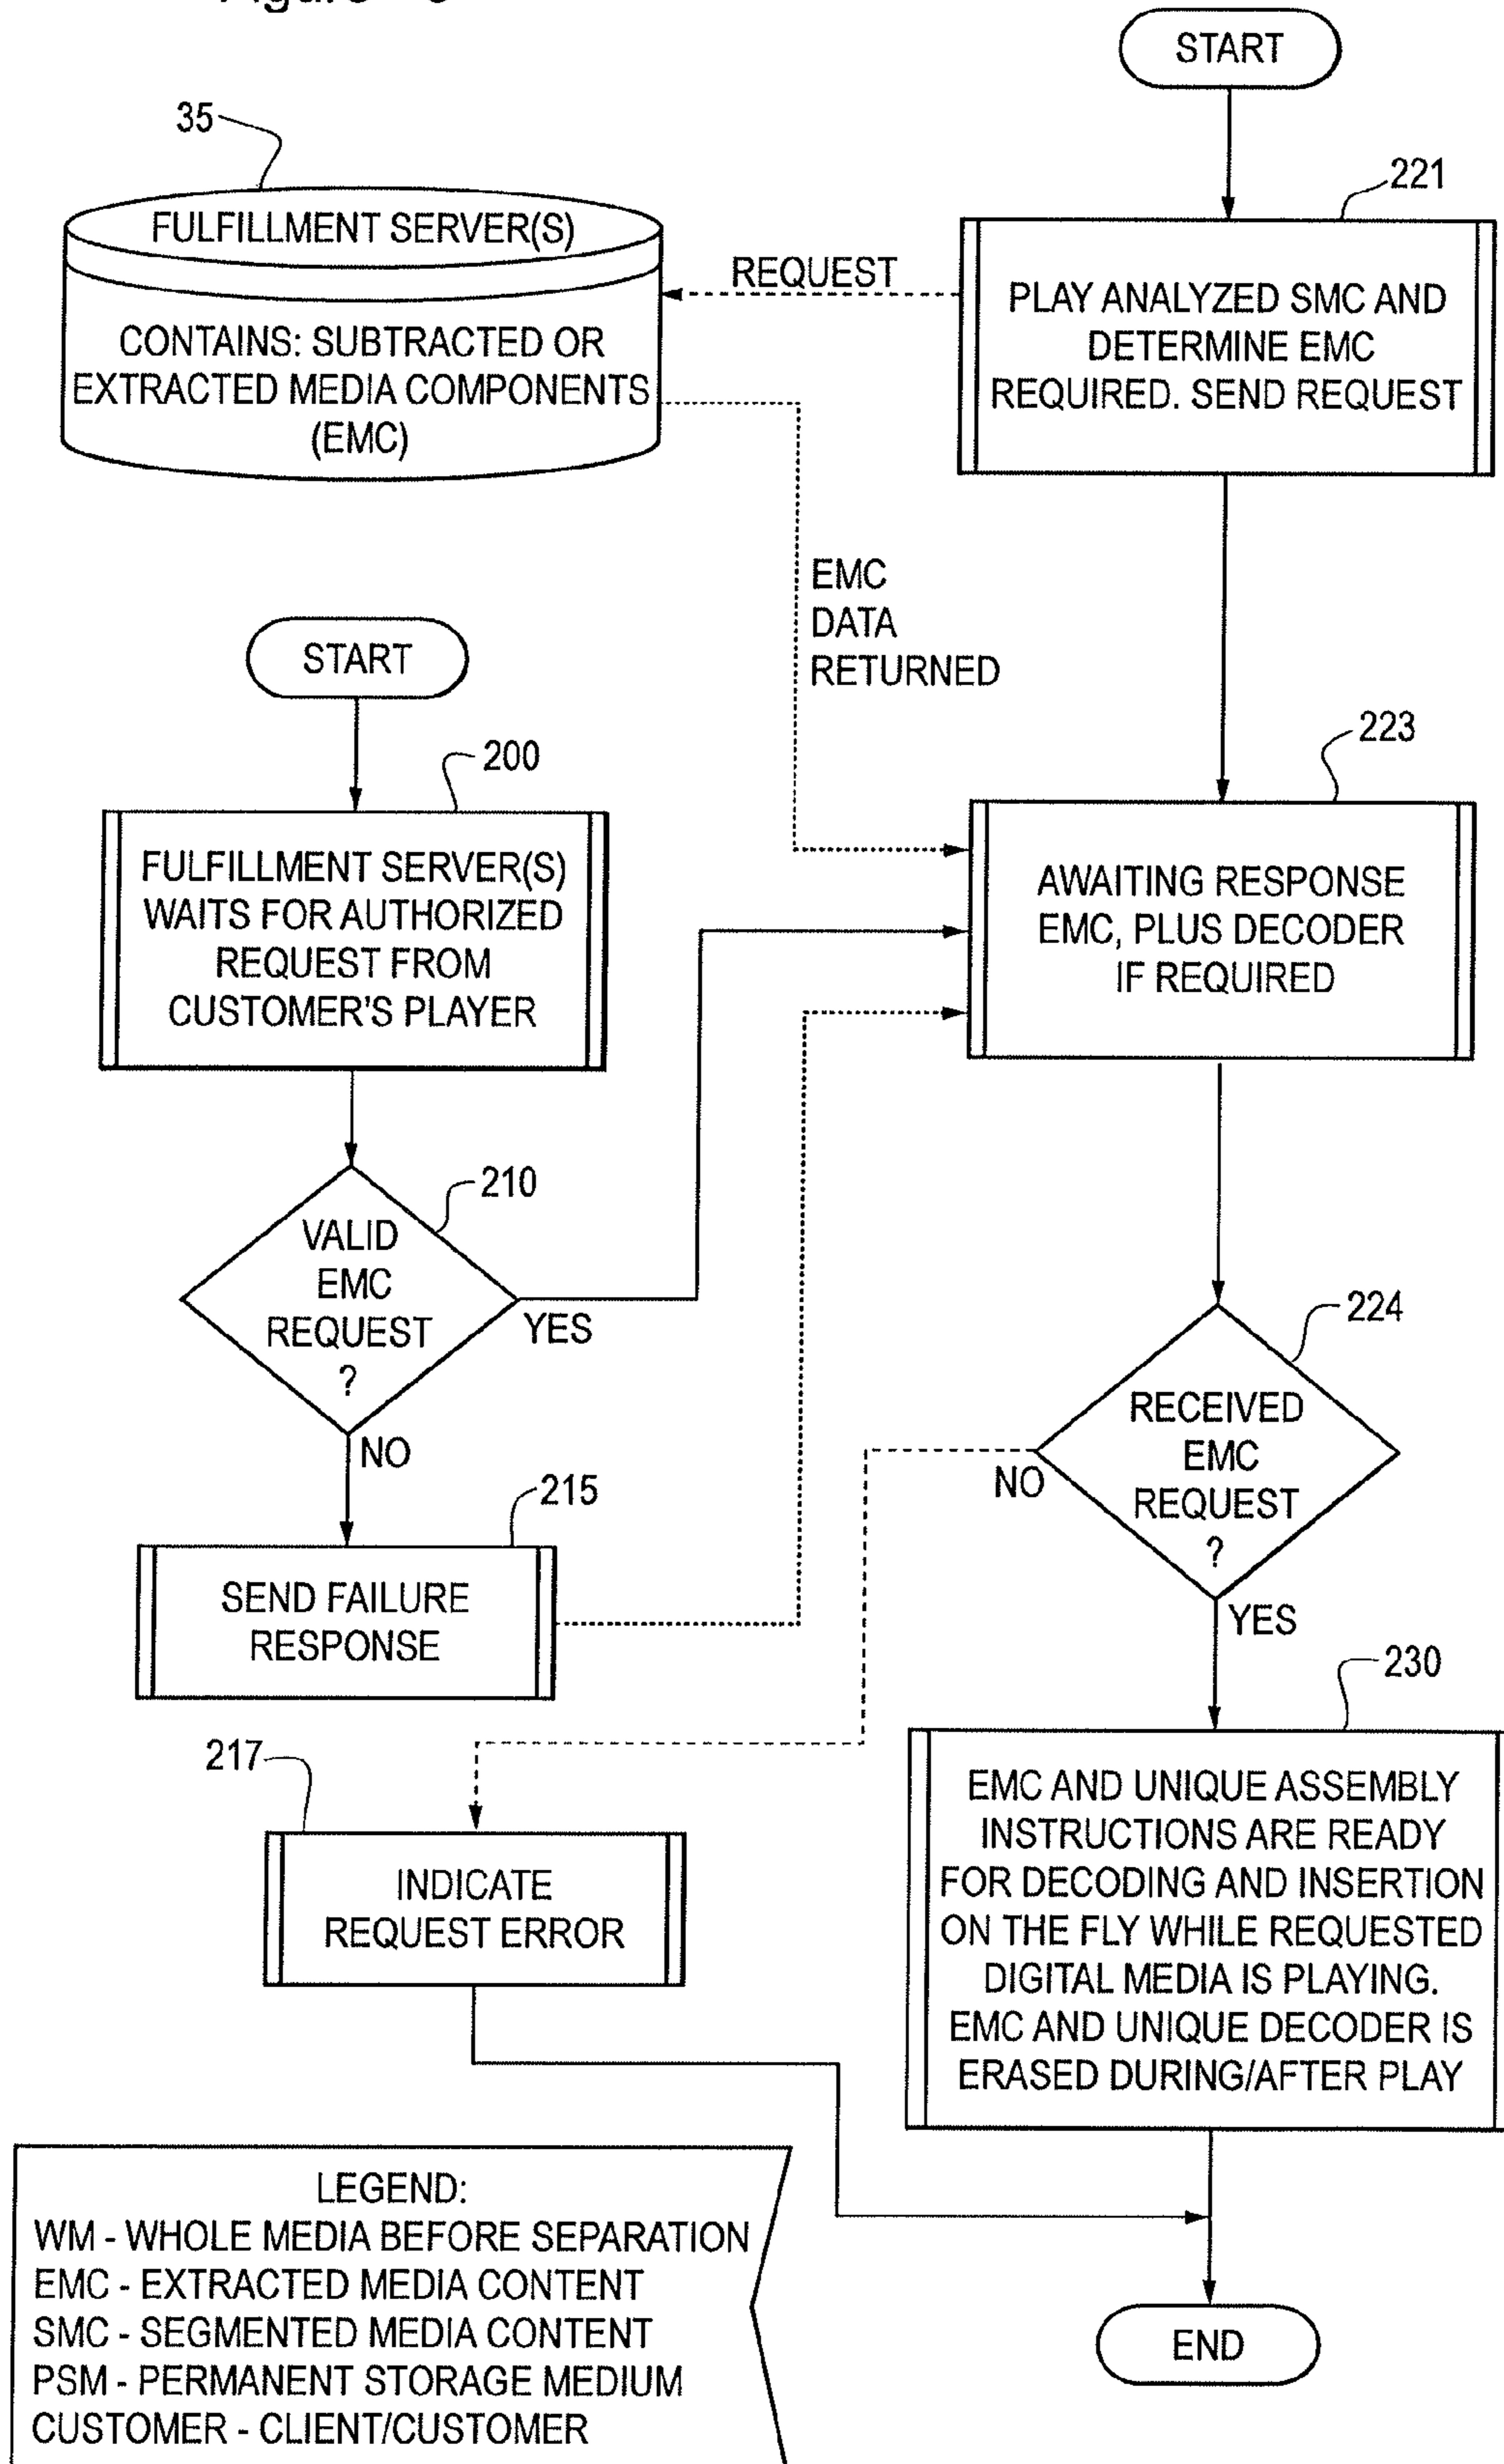 START
35
221
FULFILLMENT SERVER(S)
REQUEST
CONTAINS: SUBTRACTED OR
EXTRACTED MEDIA COMPONENTS
(EMC)
PLAY ANALYZED SMC AND
DETERMINE EMC
REQUIRED. SEND REQUEST
EMC
DATA
RETURNED
START
200
223
FULFILLMENT SERVER(S)
WAITS FOR AUTHORIZED
REQUEST FROM
CUSTOMER'S PLAYER
AWAITING RESPONSE
EMC, PLUS DECODER
IF REQUIRED
210
VALID
EMC
REQUEST
?
YES
NO
224
RECEIVED
EMC
REQUEST
?
NO
YES
215
SEND FAILURE
RESPONSE
230
217
INDICATE
REQUEST ERROR
EMC AND UNIQUE ASSEMBLY
INSTRUCTIONS ARE READY
FOR DECODING AND INSERTION
ON THE FLY WHILE REQUESTED
DIGITAL MEDIA IS PLAYING.
EMC AND UNIQUE DECODER IS
ERASED DURING/AFTER PLAY
LEGEND:
WM - WHOLE MEDIA BEFORE SEPARATION
EMC - EXTRACTED MEDIA CONTENT
SMC - SEGMENTED MEDIA CONTENT
PSM - PERMANENT STORAGE MEDIUM
CUSTOMER - CLIENT/CUSTOMER
END